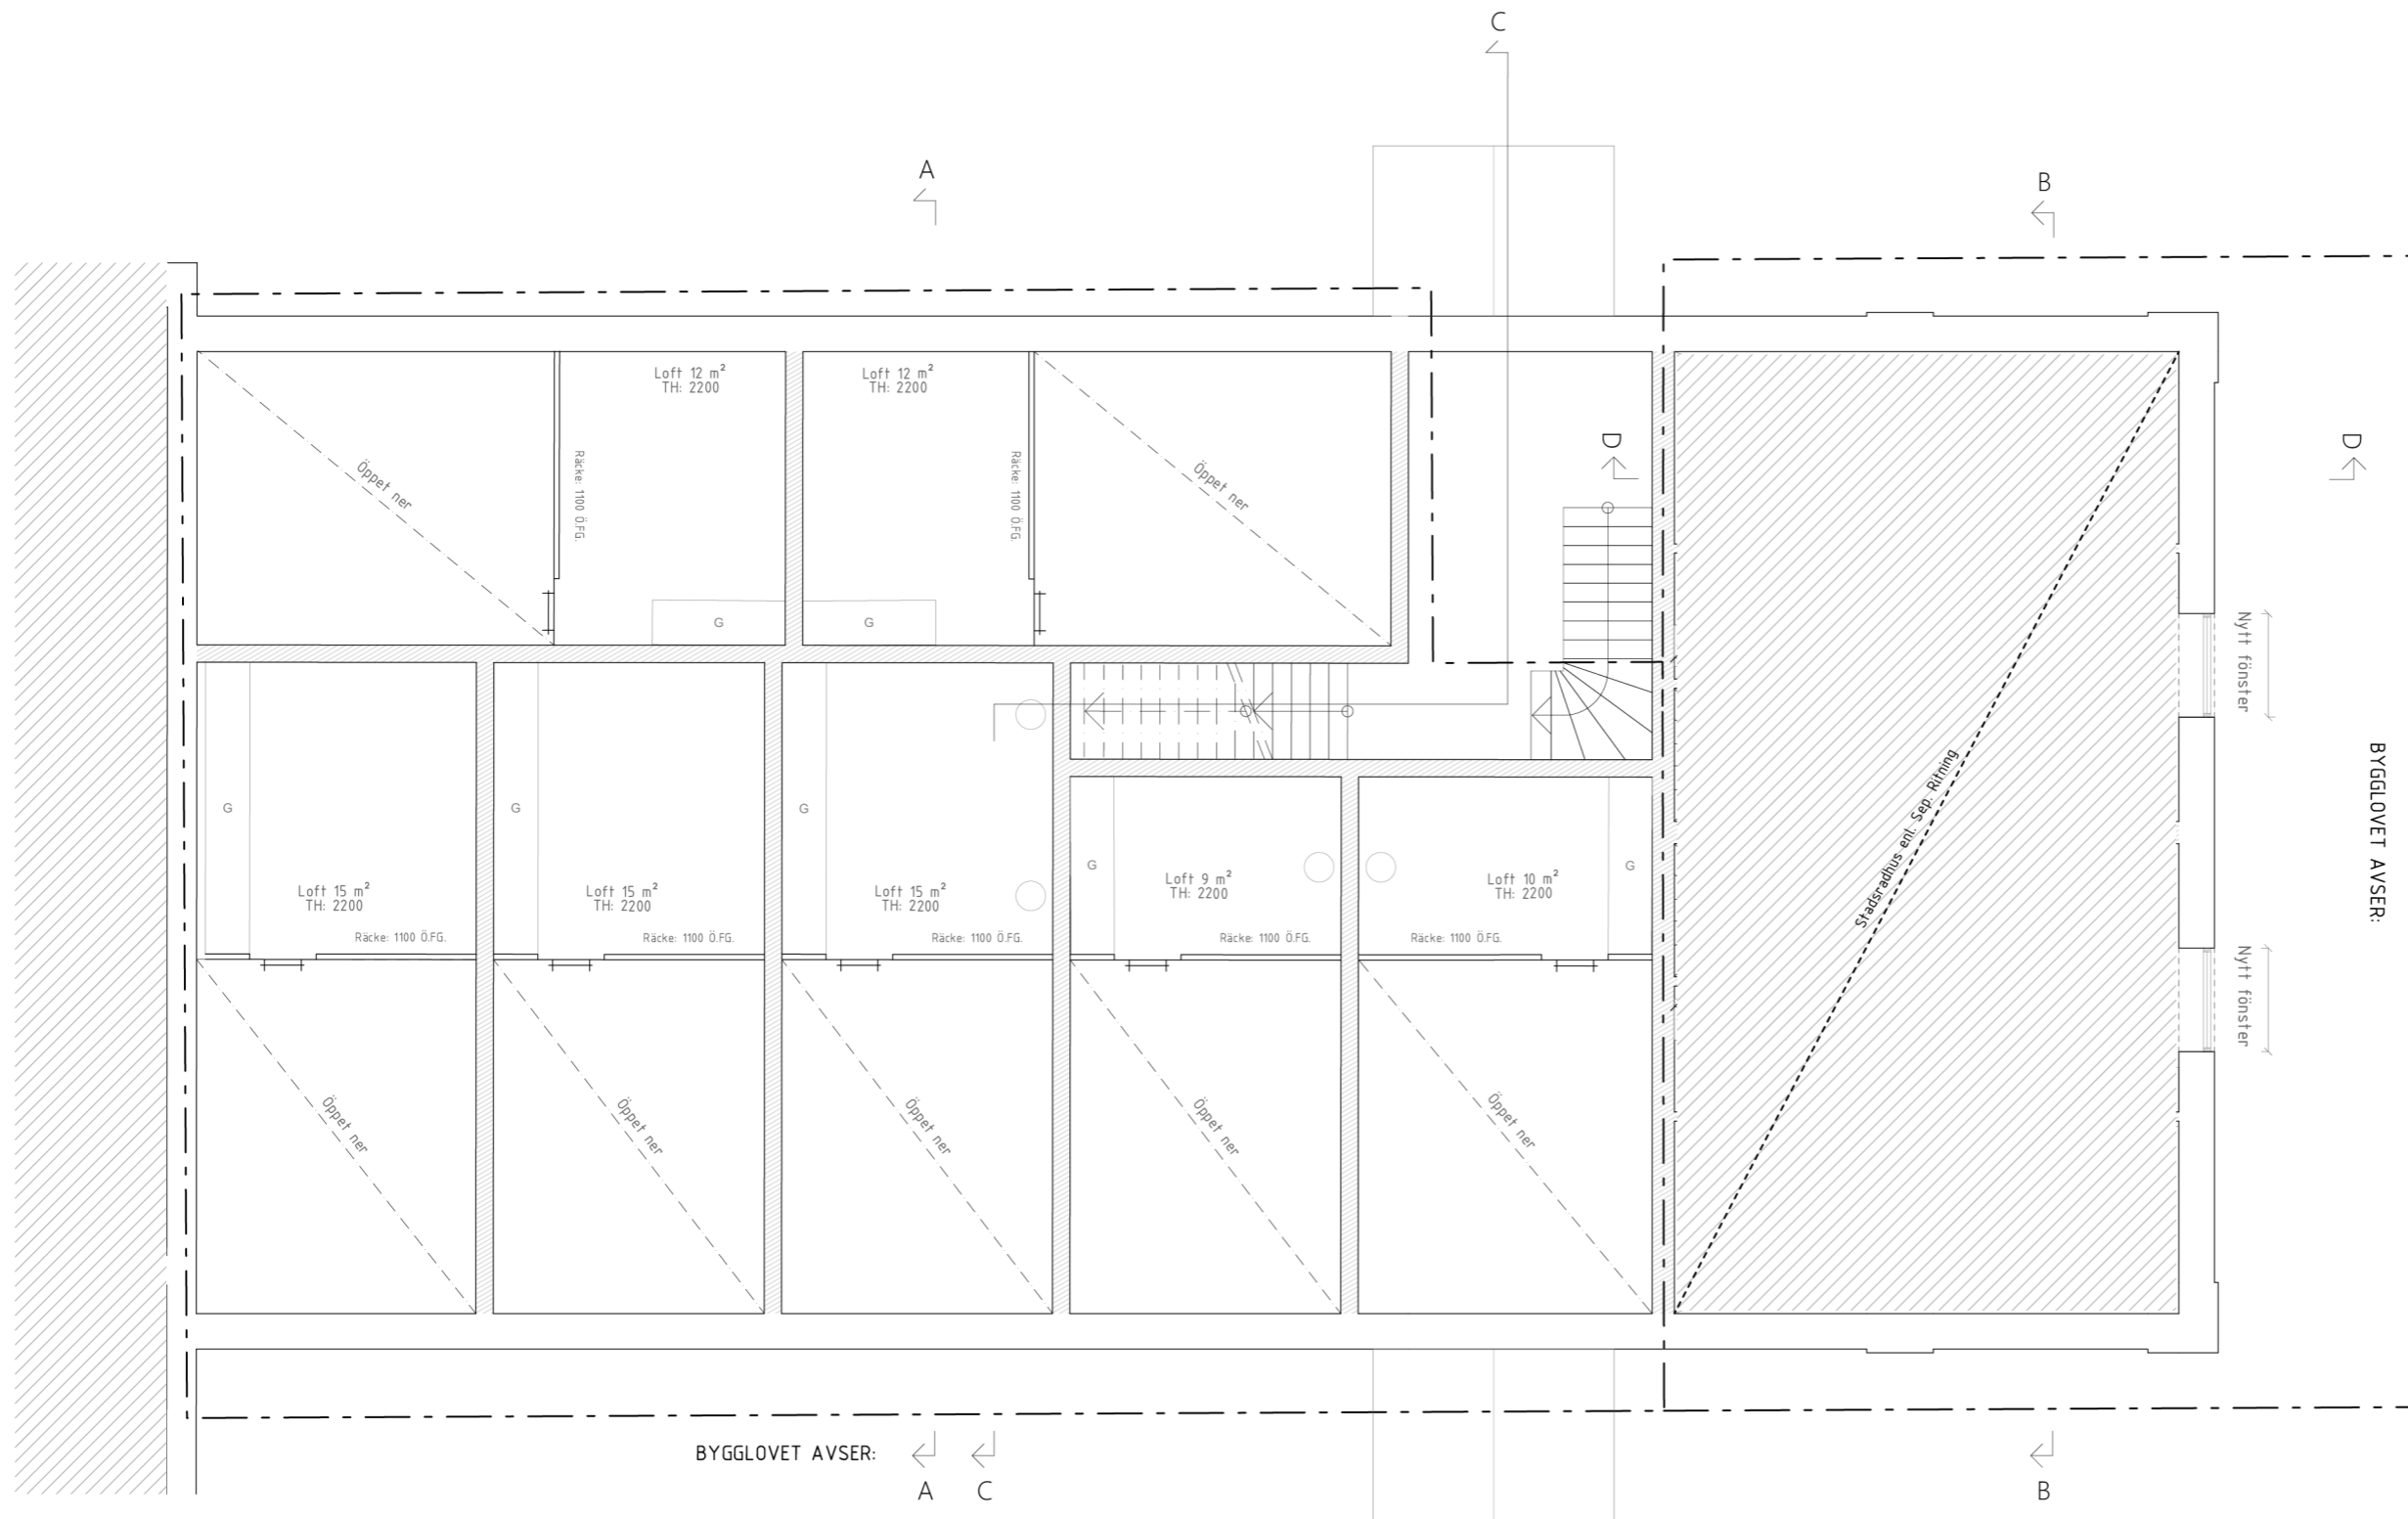 C
A
B
Loft 12 m²
TH: 2200
Loft 12 m²
TH: 2200
Öppet ner
Räcke: 1100 Ö.FG.
Räcke: 1100 Ö.FG.
Öppet ner
D
D
G
G
Nytt fönster
BYGGLOVET AVSER:
Stadsradhus enl. Sep. Ritning
G
G
G
G
G
Loft 15 m²
TH: 2200
Loft 15 m²
TH: 2200
Loft 15 m²
TH: 2200
Loft 9 m²
TH: 2200
Loft 10 m²
TH: 2200
Räcke: 1100 Ö.FG.
Räcke: 1100 Ö.FG.
Räcke: 1100 Ö.FG.
Räcke: 1100 Ö.FG.
Räcke: 1100 Ö.FG.
Nytt fönster
Öppet ner
Öppet ner
Öppet ner
Öppet ner
Öppet ner
BYGGLOVET AVSER:
A
C
B